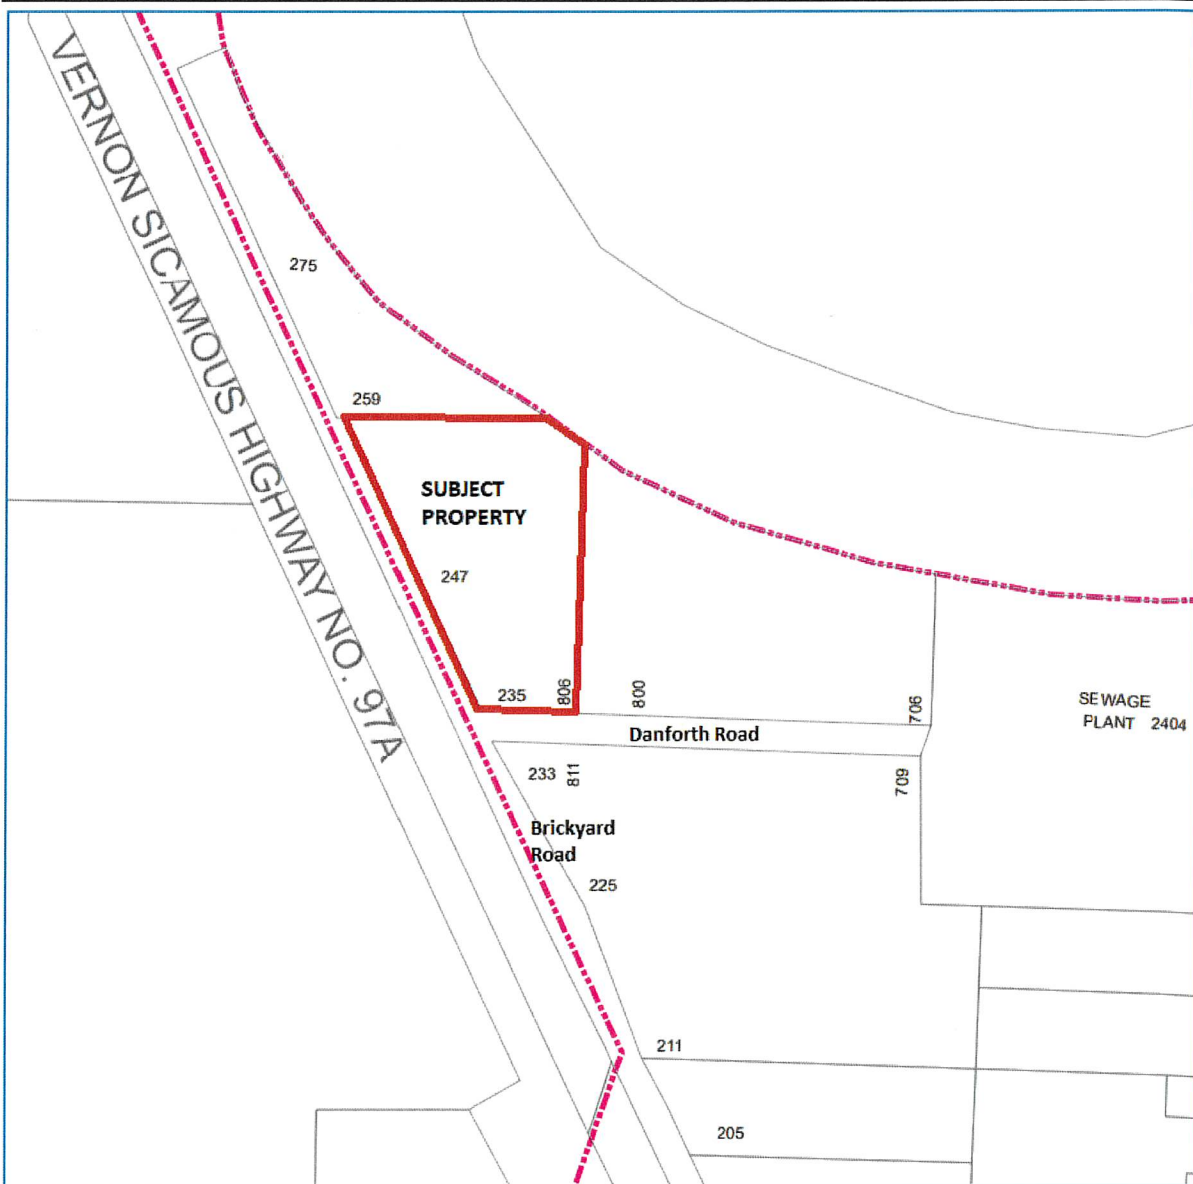 VERNON SICAMOUS HIGHWAY NO. 97A
275
259
SUBJECT
PROPERTY
247
235
806
800
706
SEWAGE
PLANT 2404
Danforth Road
233
811
709
Brickyard
Road
225
211
205